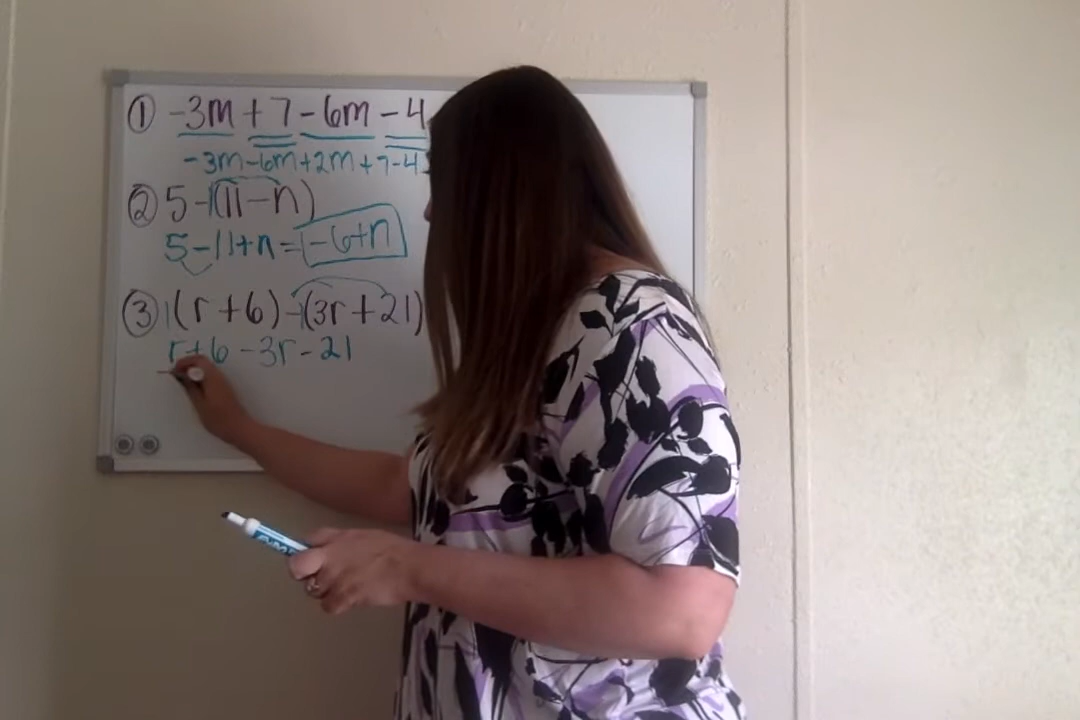 ① -3m + 7 - 6m - 4
-3m-6m+2m+7-4
② 5-1(11-n)
5-11+n=-6+n
③ 1(r+6)-1(3r+21)
r+6-3r-21